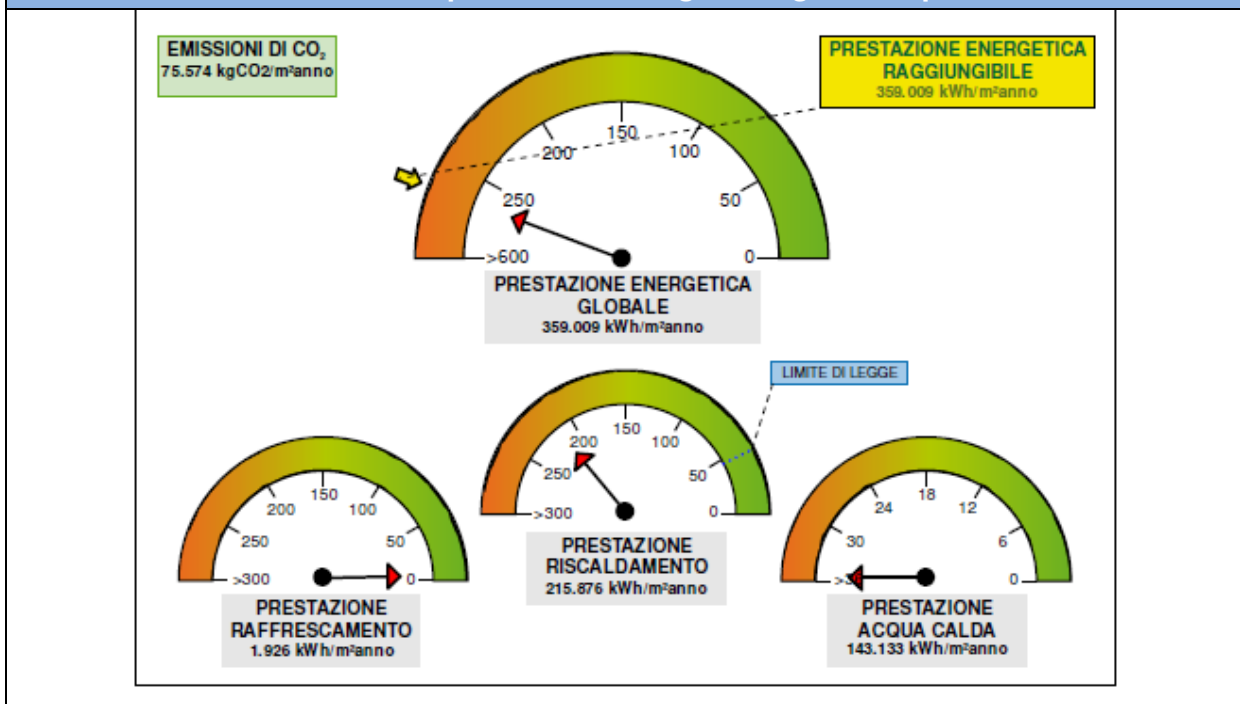 EMISSIONI DI CO₂
75.574 kgCO2/m²anno
PRESTAZIONE ENERGETICA
RAGGIUNGIBILE
359.009 kWh/m²anno
150
200
100
250
50
>600
0
PRESTAZIONE ENERGETICA
GLOBALE
359.009 kWh/m²anno
LIMITE DI LEGGE
150
200
100
250
50
>300
0
PRESTAZIONE
RISCALDAMENTO
215.876 kWh/m²anno
150
200
100
250
50
>300
0
PRESTAZIONE
RAFFRESCAMENTO
1.926 kWh/m²anno
18
24
12
30
6
0
PRESTAZIONE
ACQUA CALDA
143.133 kWh/m²anno